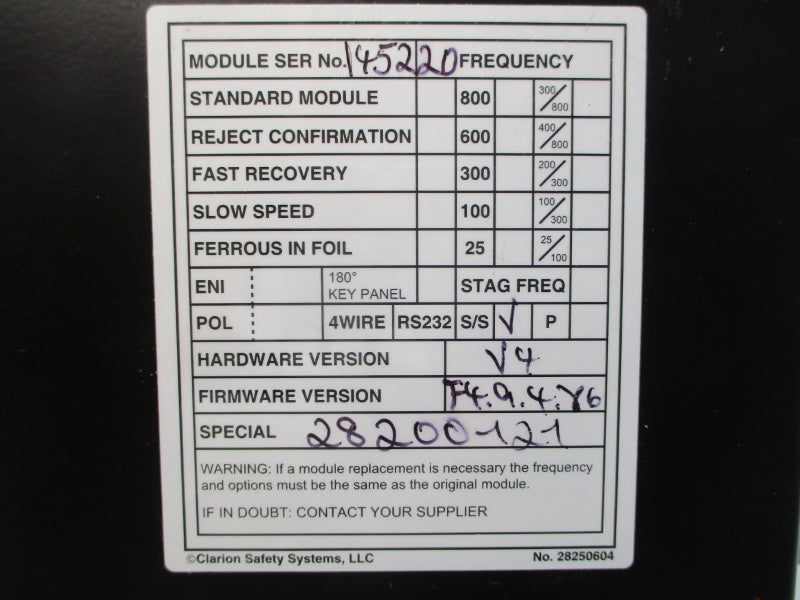 MODULE SER No. 145220 FREQUENCY
STANDARD MODULE 800 300/800
REJECT CONFIRMATION 600 400/800
FAST RECOVERY 300 200/300
SLOW SPEED 100 100/300
FERROUS IN FOIL 25 25/100
ENI 180° KEY PANEL STAG FREQ
POL 4WIRE RS232 S/S √ P
HARDWARE VERSION V4
FIRMWARE VERSION F4.9.4.Y6
SPECIAL 28200-121
WARNING: If a module replacement is necessary the frequency
and options must be the same as the original module.
IF IN DOUBT: CONTACT YOUR SUPPLIER
©Clarion Safety Systems, LLC No. 28250604